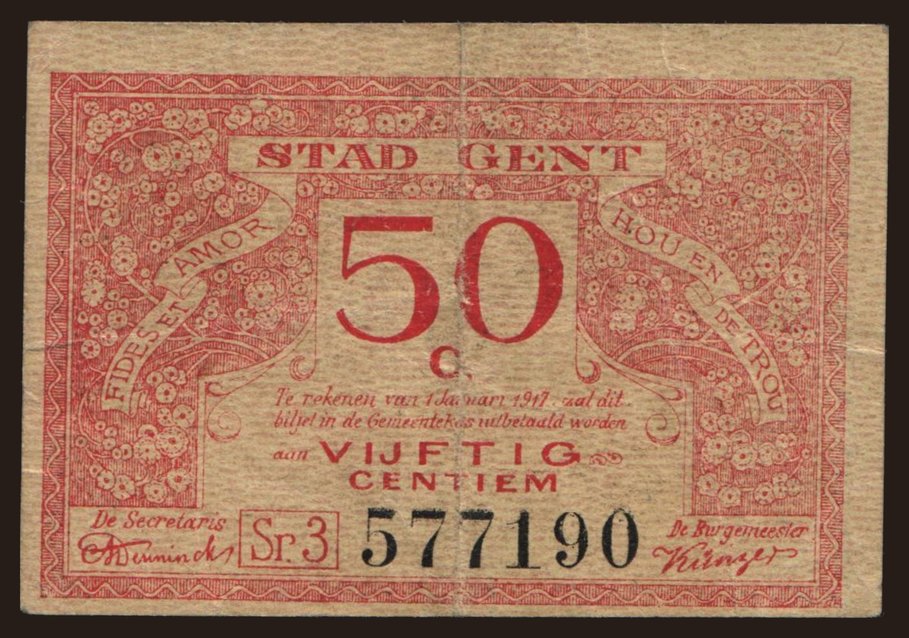 STAD GENT
FIDES ET AMOR
HOU EN DE TROU
50
C.
Te rekenen van 1 Januari 1917 zal dit
biljet in de Gemeentekas uitbetaald worden
aan VIJFTIG
CENTIEM
De Secretaris
Sr.3
577190
De Burgemeester
Künzer